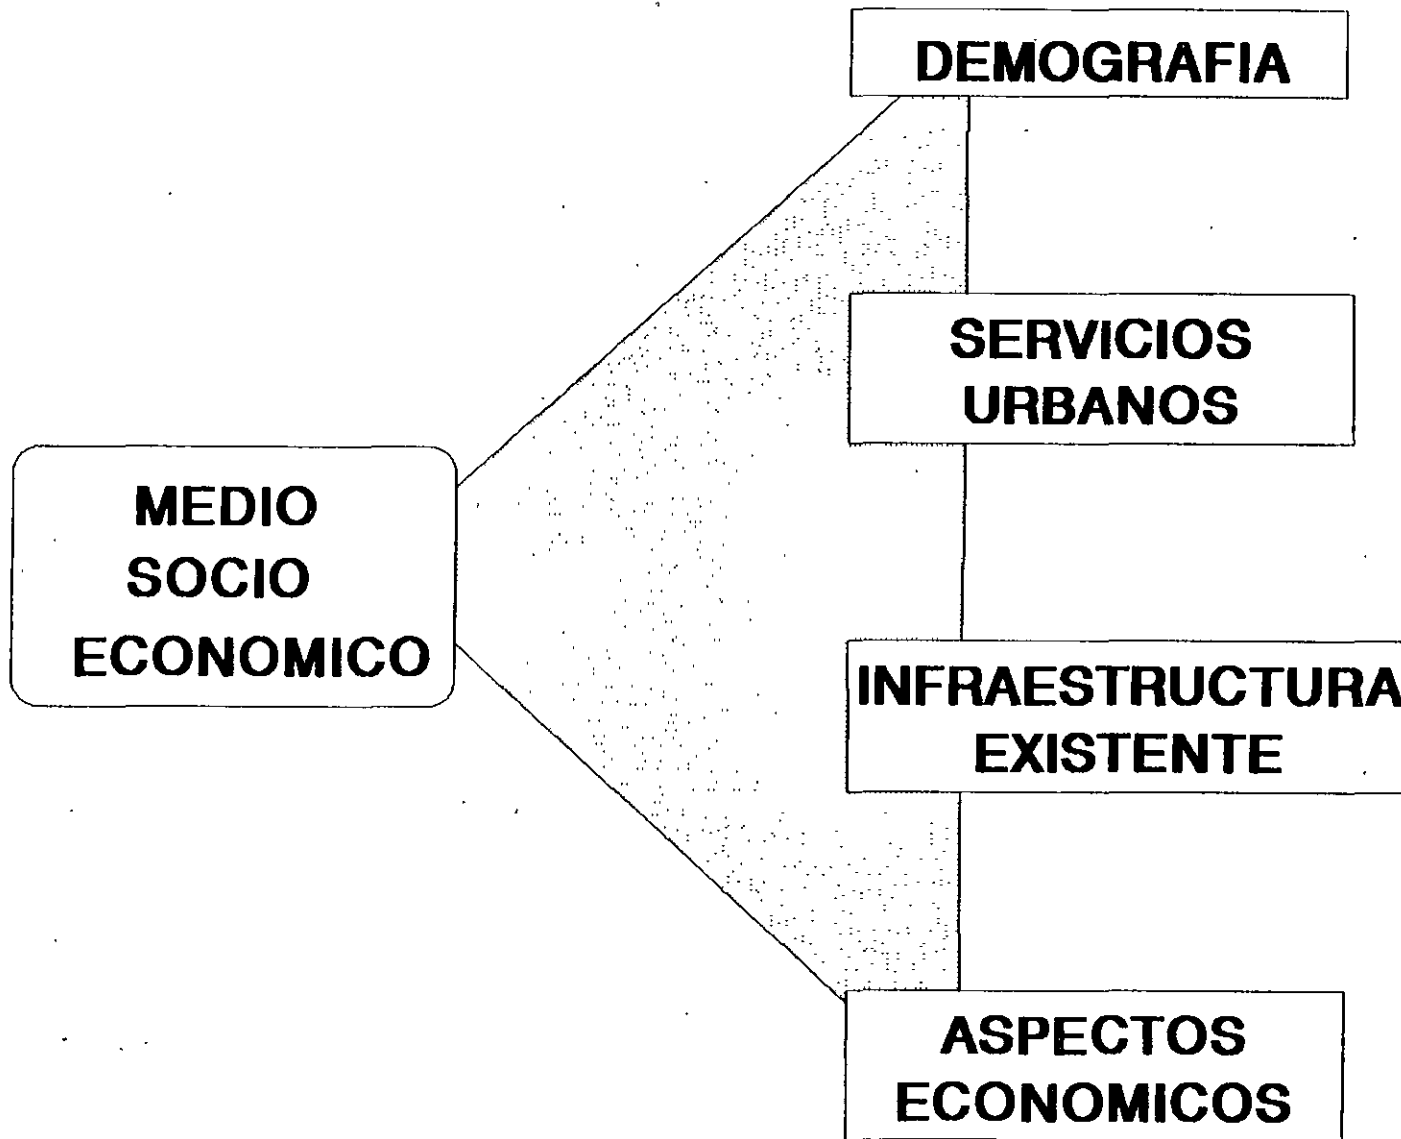 DEMOGRAFIA
SERVICIOS
URBANOS
MEDIO
SOCIO
ECONOMICO
INFRAESTRUCTURA
EXISTENTE
ASPECTOS
ECONOMICOS